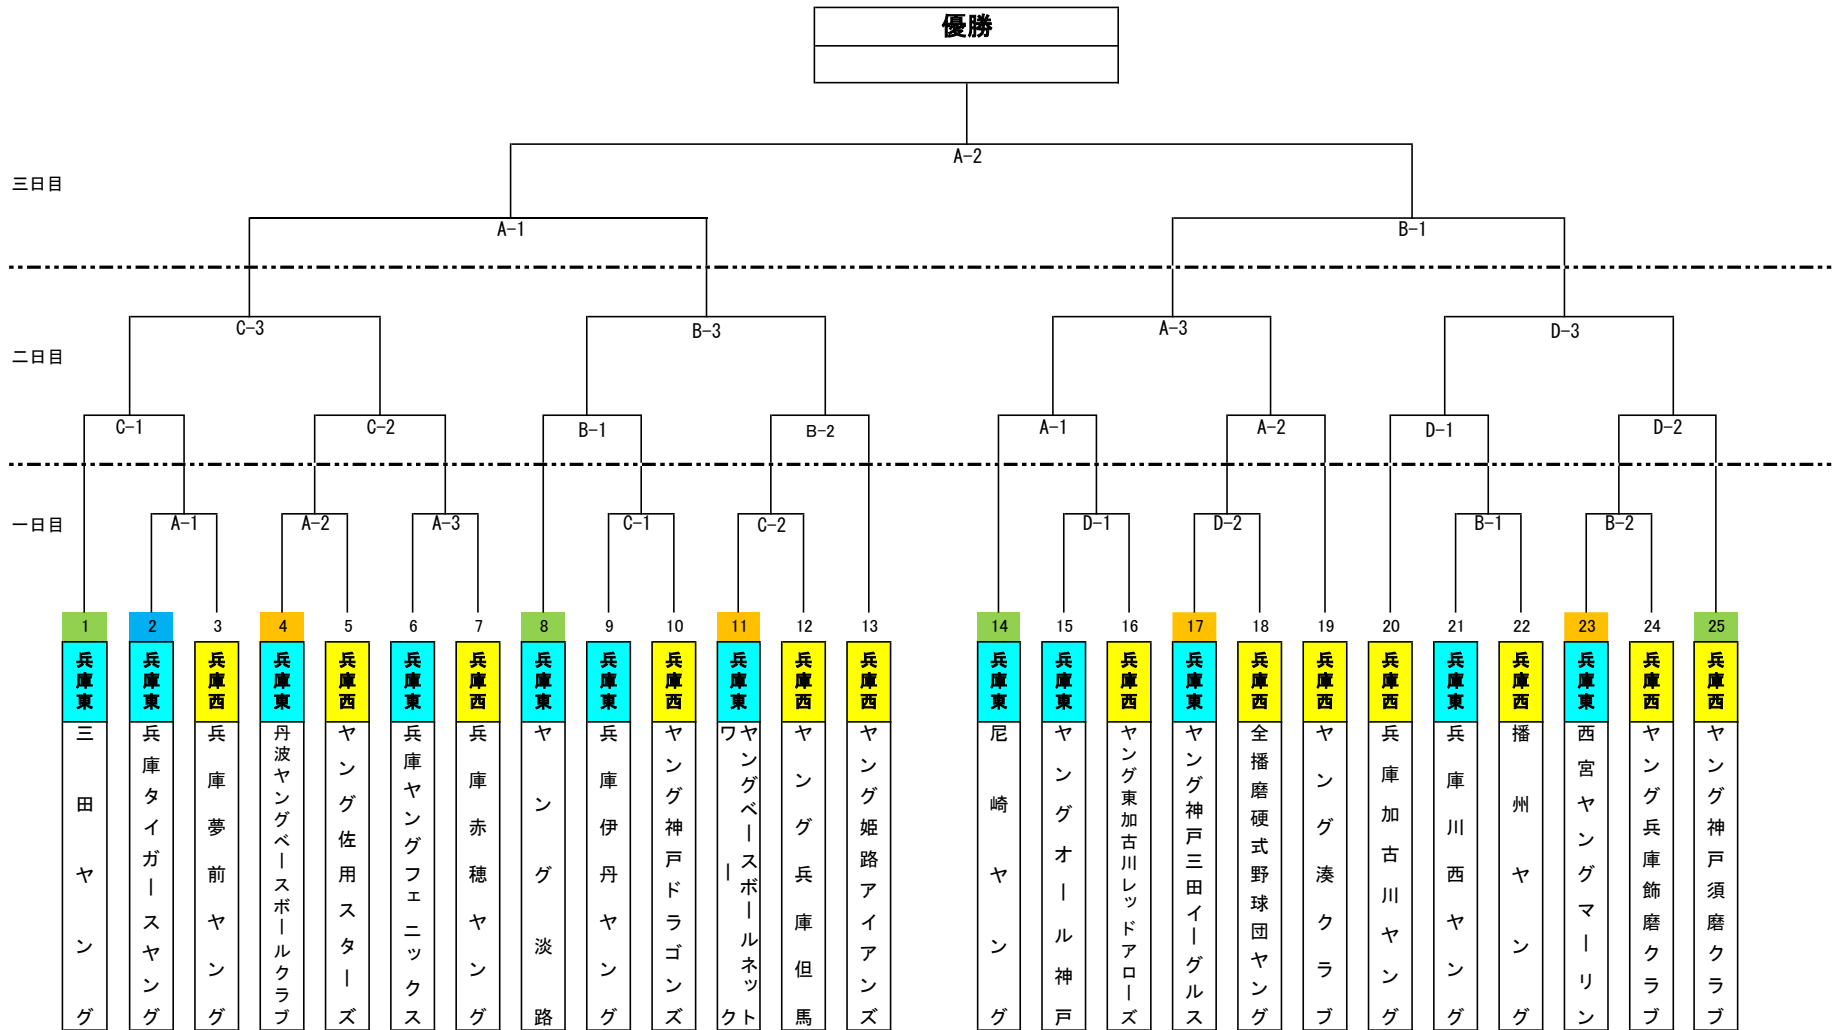 優勝
A-2
三日目
A-1
B-1
C-3
B-3
A-3
D-3
二日目
C-1
C-2
B-1
B-2
A-1
A-2
D-1
D-2
一日目
A-1
A-2
A-3
C-1
C-2
D-1
D-2
B-1
B-2
1 2 3 4 5 6 7 8 9 10 11 12 13 14 15 16 17 18 19 20 21 22 23 24 25
兵庫東
三田ヤング
兵庫東
兵庫タイガースヤング
兵庫西
兵庫夢前ヤング
兵庫東
丹波ヤングベースボールクラブ
兵庫西
ヤング佐用スターズ
兵庫東
兵庫ヤングフェニックス
兵庫西
兵庫赤穂ヤング
兵庫東
ヤング淡路
兵庫東
兵庫伊丹ヤング
兵庫西
ヤング神戸ドラゴンズ
兵庫東
ヤングベースボールネット
ワーク
兵庫西
ヤング兵庫但馬
兵庫西
ヤング姫路アイアンズ
兵庫東
尼崎ヤング
兵庫東
ヤングオール神戸
兵庫西
ヤング東加古川レッドアローズ
兵庫東
ヤング神戸三田イーグルス
兵庫西
全播磨硬式野球団ヤング
兵庫西
ヤング湊クラブ
兵庫西
兵庫加古川ヤング
兵庫東
兵庫川西ヤング
兵庫西
播州ヤング
兵庫東
西宮ヤングマーリン
兵庫西
ヤング兵庫飾磨クラブ
兵庫西
ヤング神戸須磨クラブ